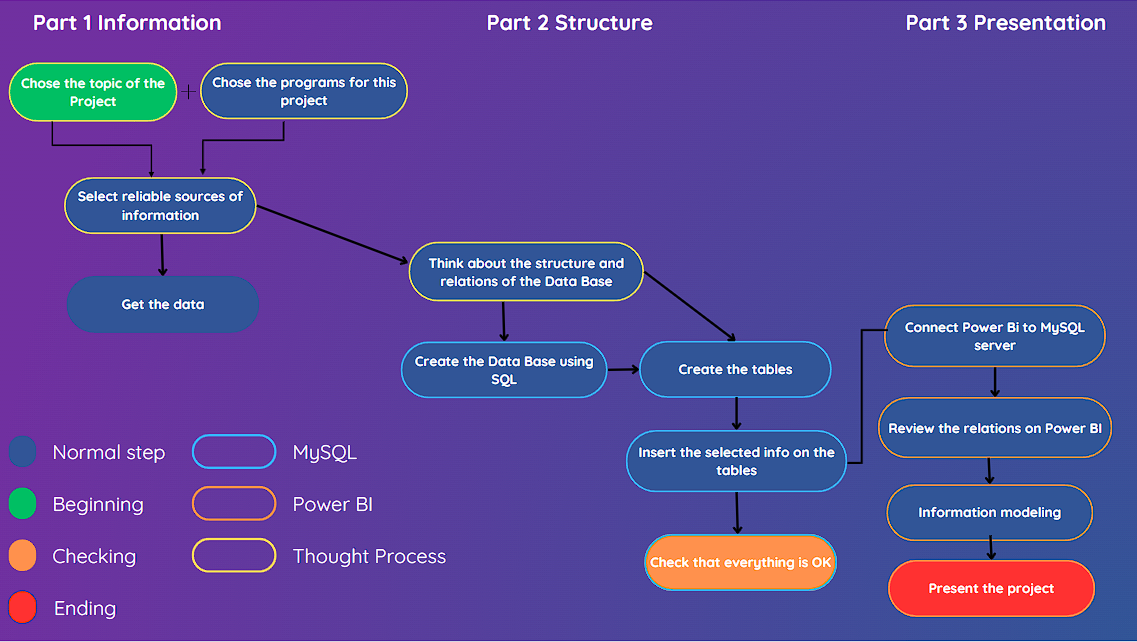 Part 1 Information
Part 2 Structure
Part 3 Presentation
Chose the topic of the
Project
+
Chose the programs for this
project
Select reliable sources of
information
Get the data
Think about the structure and
relations of the Data Base
Create the Data Base using
SQL
Create the tables
Insert the selected info on the
tables
Check that everything is OK
Connect Power Bi to MySQL
server
Review the relations on Power BI
Information modeling
Present the project
Normal step
MySQL
Beginning
Power BI
Checking
Thought Process
Ending